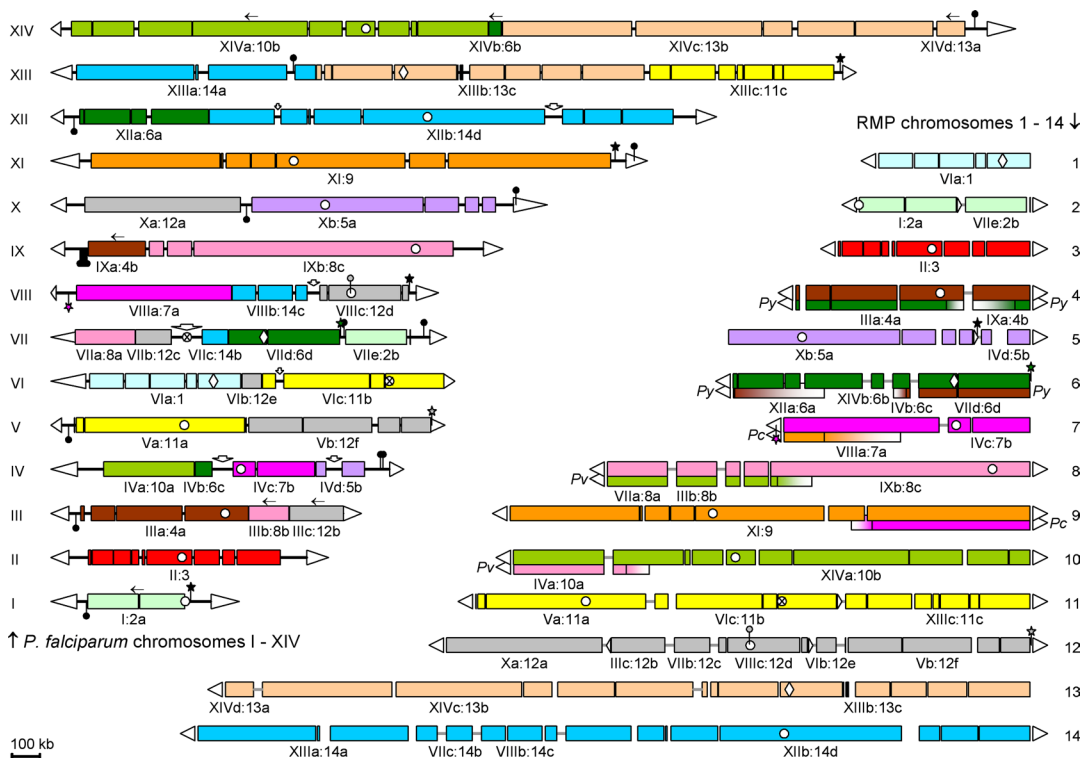 XIV
XIVa:10b XIVb:6b XIVc:13b XIVd:13a
XIII
XIIIa:14a XIIIb:13c XIIIc:11c
XII
XIIa:6a XIIb:14d
RMP chromosomes 1 - 14 ↓
XI
XI:9
VIa:1
1
X
Xa:12a Xb:5a
I:2a VIIe:2b
2
IX
IXa:4b IXb:8c
II:3
3
VIII
VIIIa:7a VIIIb:14c VIIIc:12d
Py Py
IIIa:4a IXa:4b
4
VII
VIIa:8a VIIb:12c VIIc:14b VIId:6d VIIe:2b
Xb:5a IVd:5b
5
VI
VIa:1 VIb:12e VIc:11b
Py Py
XIIa:6a XIVb:6b IVb:6c VIId:6d
6
V
Va:11a Vb:12f
Pc
VIIIa:7a IVc:7b
7
IV
IVa:10a IVb:6c IVc:7b IVd:5b
Pv
VIIa:8a IIIb:8b IXb:8c
8
III
IIIa:4a IIIb:8b IIIc:12b
XI:9
Pc
9
II
II:3
Pv
IVa:10a XIVa:10b
10
I
I:2a
Va:11a VIc:11b XIIIc:11c
11
↑ P. falciparum chromosomes I - XIV
Xa:12a IIIc:12b VIIb:12c VIIIc:12d VIb:12e Vb:12f
12
XIVd:13a XIVc:13b XIIIb:13c
13
100 kb
XIIIa:14a VIIc:14b VIIIb:14c XIIb:14d
14